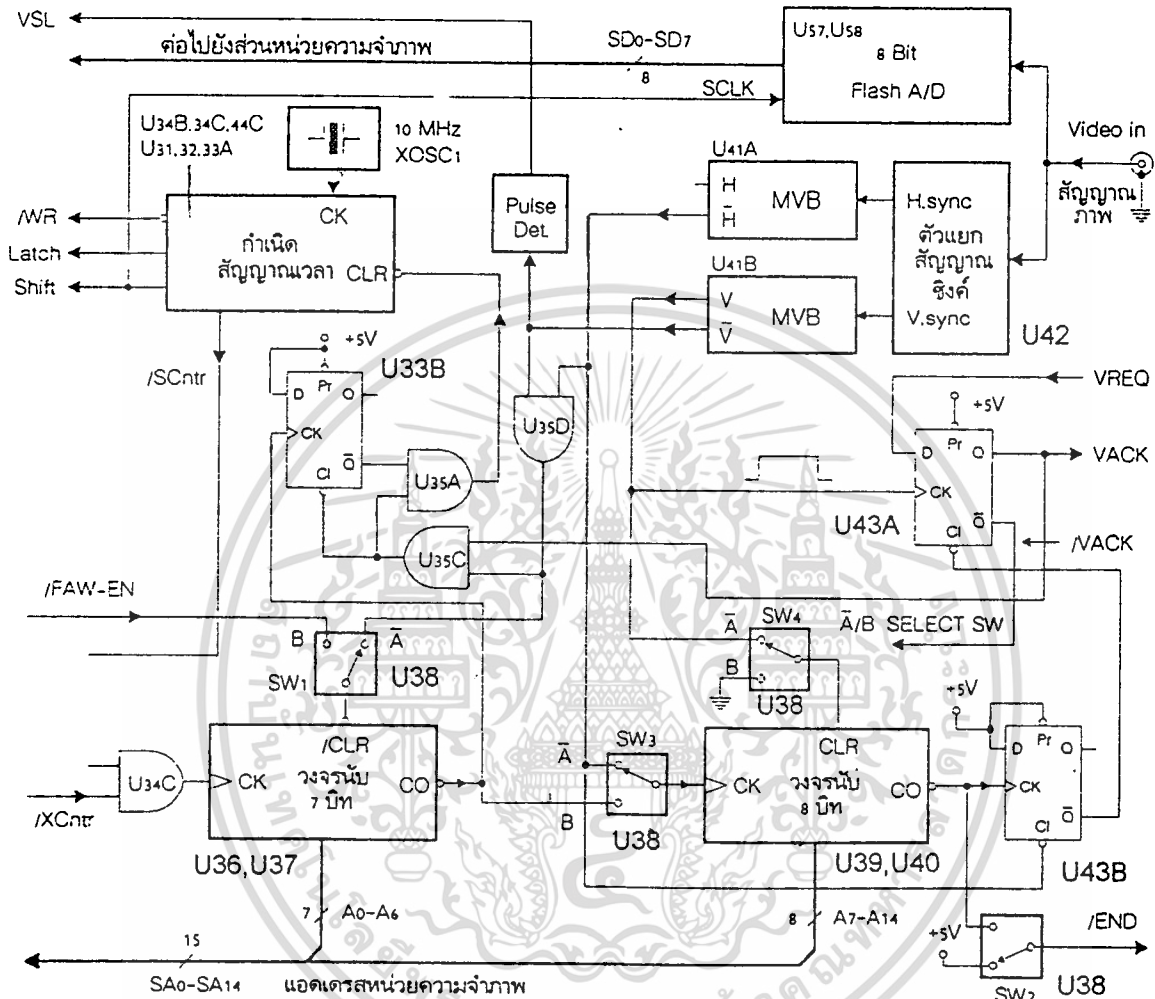 VSL
ต่อไปยังส่วนหน่วยความจำภาพ
SD0-SD7
8
SCLK
U57,U58
8 Bit
Flash A/D
Video in
สัญญาณ
ภาพ
U34B.34C,44C
U31,32,33A
10 MHz
XOSC1
/WR
Latch
Shift
CK
กำเนิด
สัญญาณเวลา
CLR
Pulse
Det.
U41A
H
H̅
MVB
U41B
V
V̅
MVB
H.sync
ตัวแยก
สัญญาณ
ซิงค์
V.sync
U42
/SCntr
+5V
U33B
D
Pr
Q
CK
Cl
Q̅
U35A
U35C
U35D
VREQ
+5V
D
Pr
Q
CK
Cl
Q̅
VACK
U43A
/VACK
/FAW-EN
B
A̅
SW1
U38
A̅
SW4
B
U38
A̅/B SELECT SW
U34C
/XCntr
/CLR
CK
วงจรนับ
7 บิท
CO
U36,U37
A̅
SW3
B
U38
CLR
CK
วงจรนับ
8 บิท
CO
U39,U40
+5V
D
Pr
Q
CK
Cl
Q̅
U43B
7
A0-A6
8
A7-A14
+5V
/END
SW2
U38
15
SA0-SA14
แอดเดรสหน่วยความจำภาพ